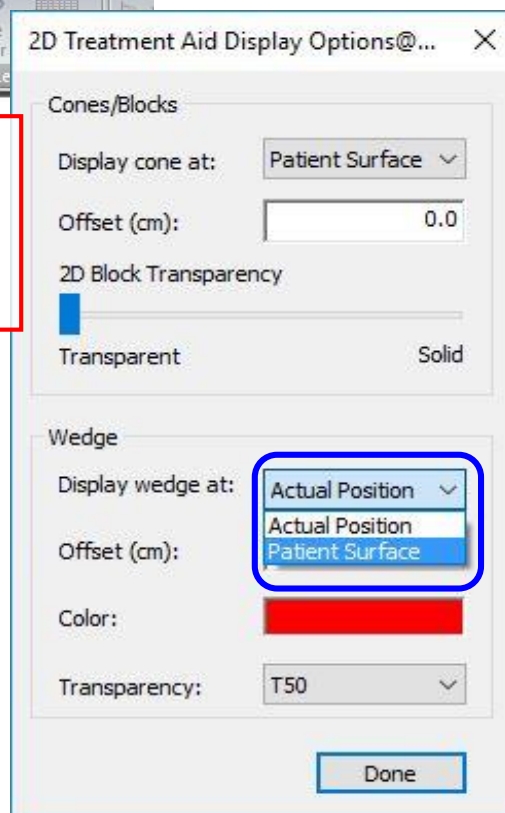 2D Treatment Aid Display Options@...
Cones/Blocks
Display cone at: Patient Surface
Offset (cm): 0.0
2D Block Transparency
Transparent Solid
Wedge
Display wedge at: Actual Position
Actual Position
Offset (cm): Patient Surface
Color:
Transparency: T50
Done